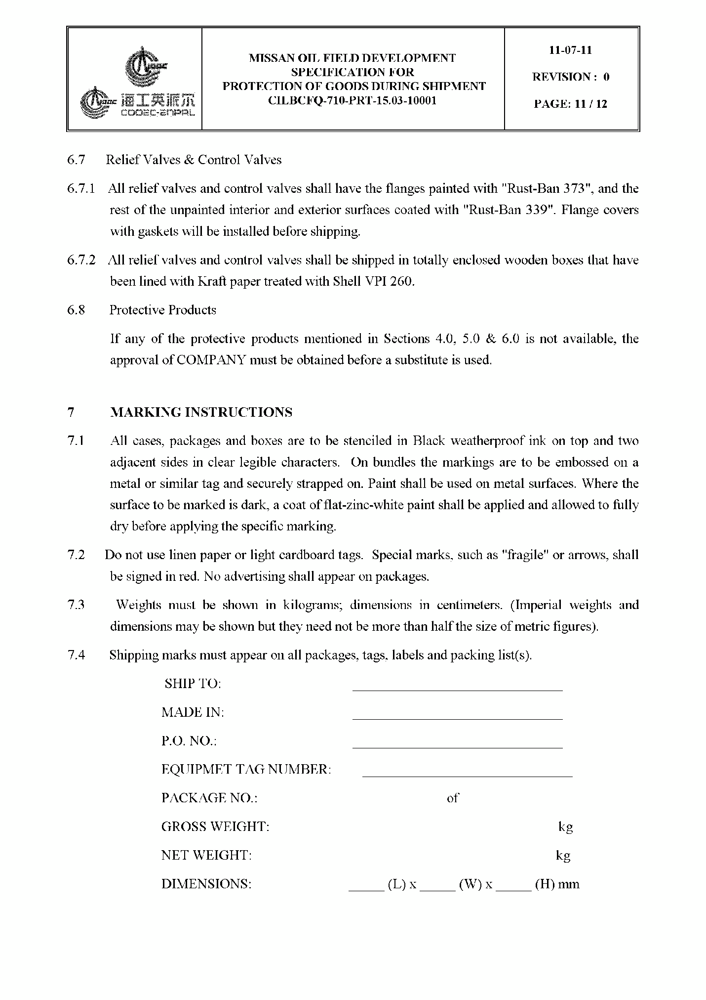 MISSAN OIL FIELD DEVELOPMENT
SPECIFICATION FOR
PROTECTION OF GOODS DURING SHIPMENT
CILBCFQ-710-PRT-15.03-10001
11-07-11
REVISION : 0
PAGE: 11 / 12
海工英派尔
COOEC-ENPAL
6.7 Relief Valves & Control Valves
6.7.1 All relief valves and control valves shall have the flanges painted with "Rust-Ban 373", and the
rest of the unpainted interior and exterior surfaces coated with "Rust-Ban 339". Flange covers
with gaskets will be installed before shipping.
6.7.2 All relief valves and control valves shall be shipped in totally enclosed wooden boxes that have
been lined with Kraft paper treated with Shell VPI 260.
6.8 Protective Products
If any of the protective products mentioned in Sections 4.0, 5.0 & 6.0 is not available, the
approval of COMPANY must be obtained before a substitute is used.
7 MARKING INSTRUCTIONS
7.1 All cases, packages and boxes are to be stenciled in Black weatherproof ink on top and two
adjacent sides in clear legible characters. On bundles the markings are to be embossed on a
metal or similar tag and securely strapped on. Paint shall be used on metal surfaces. Where the
surface to be marked is dark, a coat of flat-zinc-white paint shall be applied and allowed to fully
dry before applying the specific marking.
7.2 Do not use linen paper or light cardboard tags. Special marks, such as "fragile" or arrows, shall
be signed in red. No advertising shall appear on packages.
7.3 Weights must be shown in kilograms; dimensions in centimeters. (Imperial weights and
dimensions may be shown but they need not be more than half the size of metric figures).
7.4 Shipping marks must appear on all packages, tags, labels and packing list(s).
SHIP TO:
MADE IN:
P.O. NO.:
EQUIPMET TAG NUMBER:
PACKAGE NO.: of
GROSS WEIGHT: kg
NET WEIGHT: kg
DIMENSIONS: _____ (L) x _____ (W) x _____ (H) mm